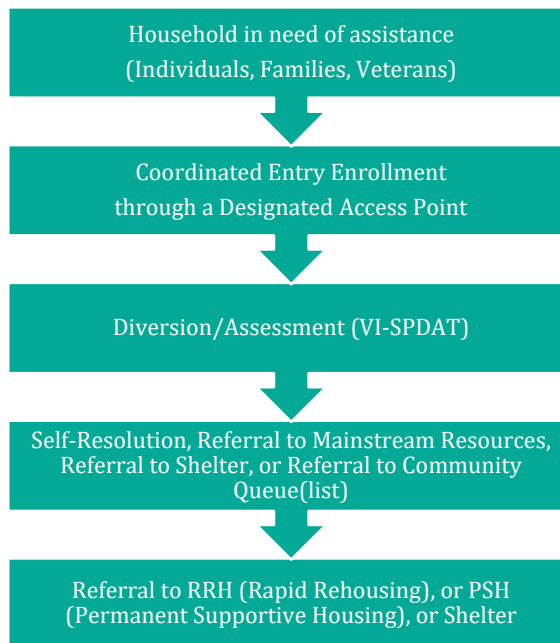 Household in need of assistance
(Individuals, Families, Veterans)
Coordinated Entry Enrollment
through a Designated Access Point
Diversion/Assessment (VI-SPDAT)
Self-Resolution, Referral to Mainstream Resources,
Referral to Shelter, or Referral to Community
Queue(list)
Referral to RRH (Rapid Rehousing), or PSH
(Permanent Supportive Housing), or Shelter